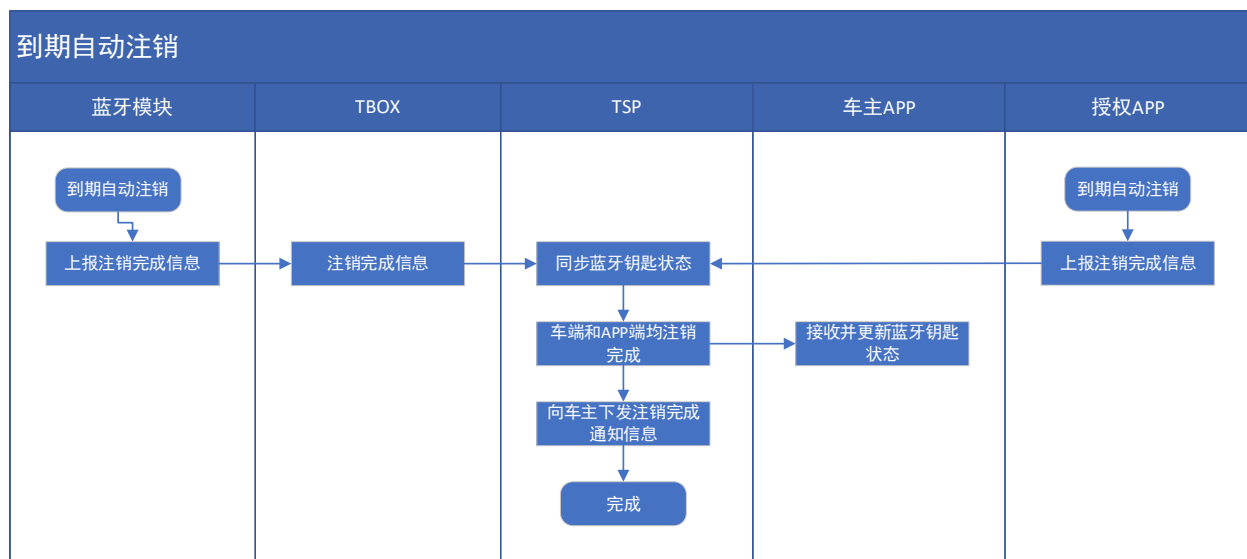 到期自动注销
蓝牙模块
TBOX
TSP
车主APP
授权APP
到期自动注销
到期自动注销
上报注销完成信息
注销完成信息
同步蓝牙钥匙状态
上报注销完成信息
车端和APP端均注销
完成
接收并更新蓝牙钥匙
状态
向车主下发注销完成
通知信息
完成